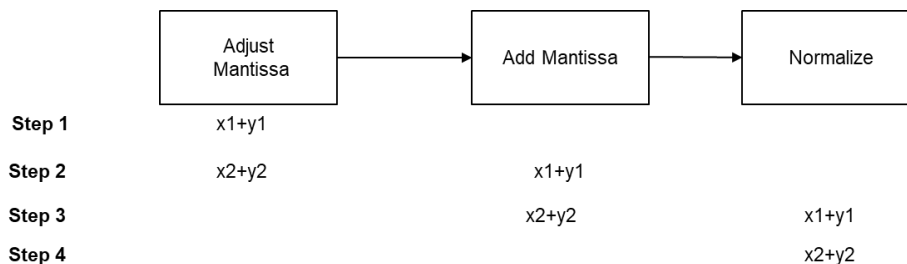 Adjust
Mantissa
Add Mantissa
Normalize
Step 1
x1+y1
Step 2
x2+y2
x1+y1
Step 3
x2+y2
x1+y1
Step 4
x2+y2